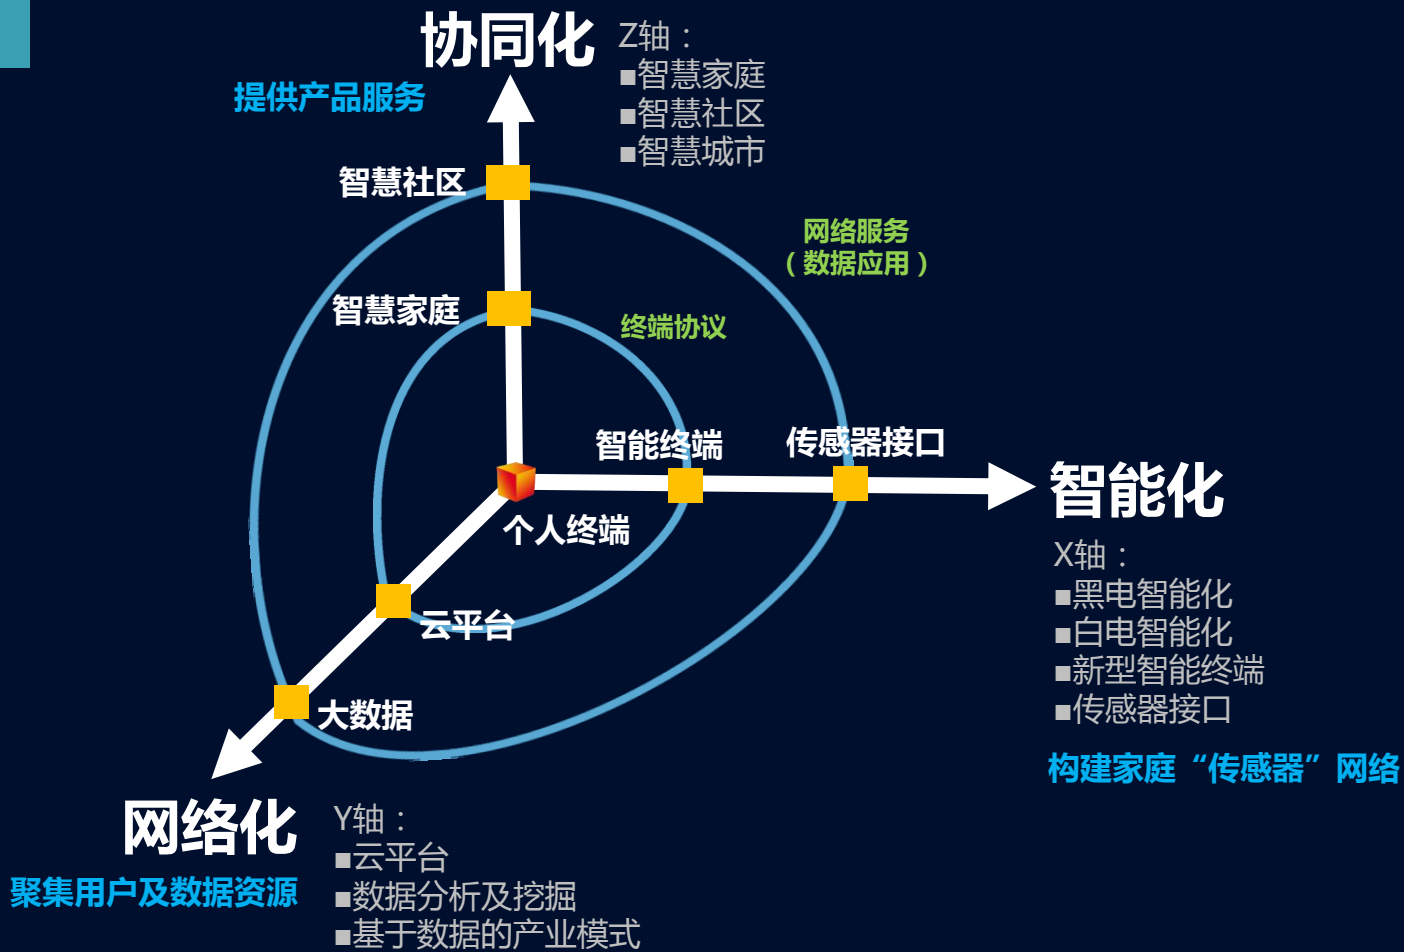 协同化
Z轴：
■智慧家庭
■智慧社区
■智慧城市
提供产品服务
智慧社区
网络服务
（数据应用）
智慧家庭
终端协议
智能终端
传感器接口
智能化
个人终端
X轴：
■黑电智能化
■白电智能化
■新型智能终端
■传感器接口
构建家庭“传感器”网络
云平台
大数据
网络化
聚集用户及数据资源
Y轴：
■云平台
■数据分析及挖掘
■基于数据的产业模式